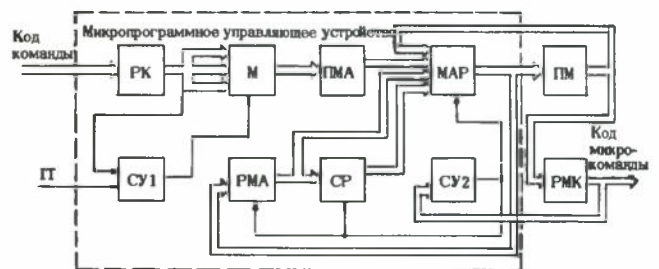 Код
команды
Микропрограммное управляющее устройство
РК
М
ПМА
МАР
ПМ
ГТ
СУ1
РМА
СР
СУ2
РМК
Код
микро-
команды